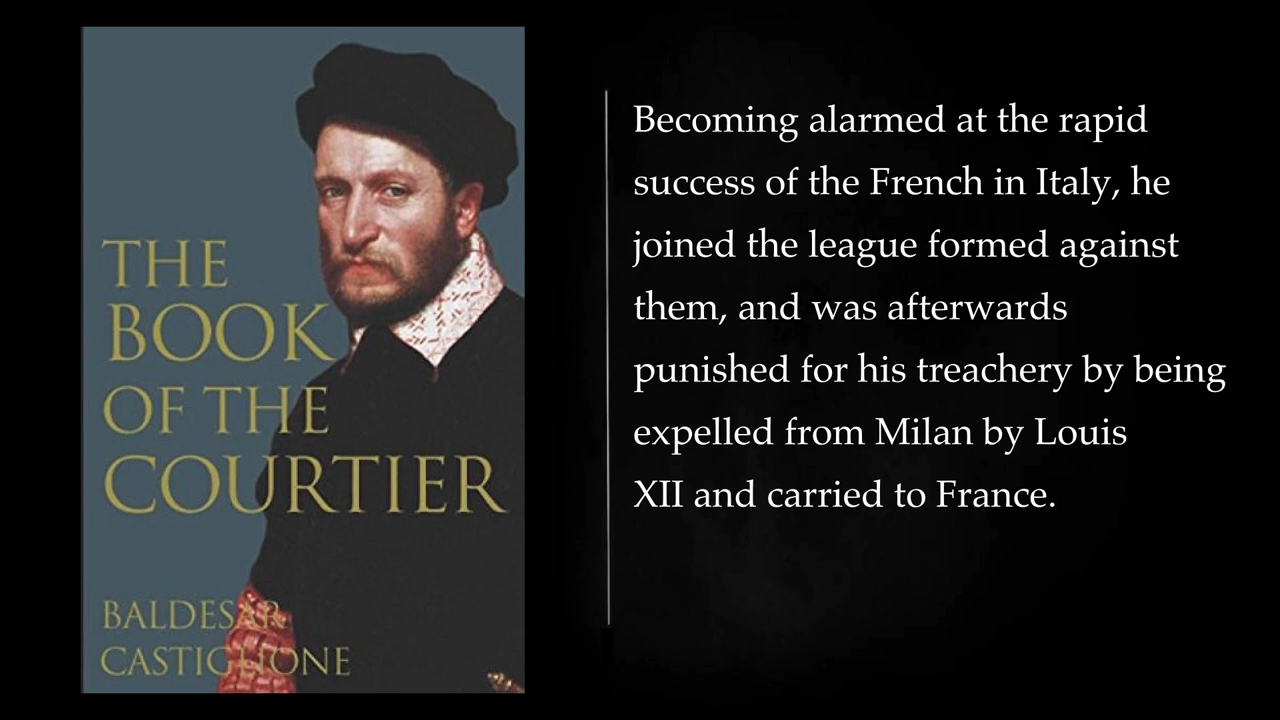 THE
BOOK
OF THE
COURTIER
BALDESAR
CASTIGLIONE
Becoming alarmed at the rapid
success of the French in Italy, he
joined the league formed against
them, and was afterwards
punished for his treachery by being
expelled from Milan by Louis
XII and carried to France.